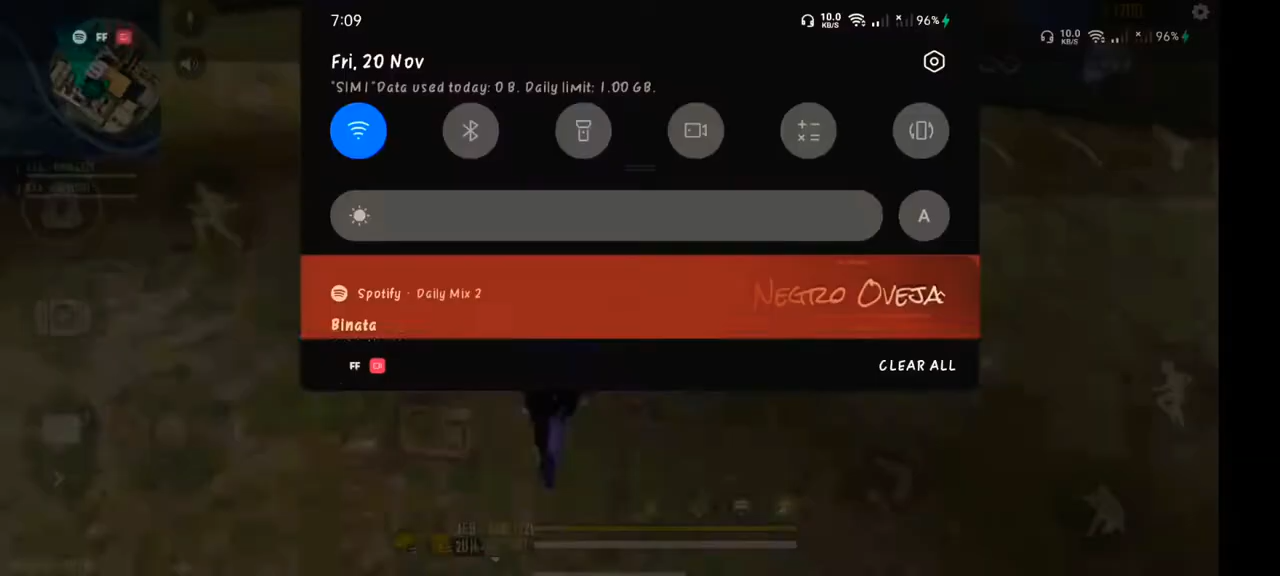 7:09
10.0
KB/S
96%
FF
10.0
KB/S
96%
Fri, 20 Nov
"SIM1"Data used today: 0 B. Daily limit: 1.00 GB.
A
Spotify · Daily Mix 2
NEGRO OVEJA
Binata
FF
CLEAR ALL